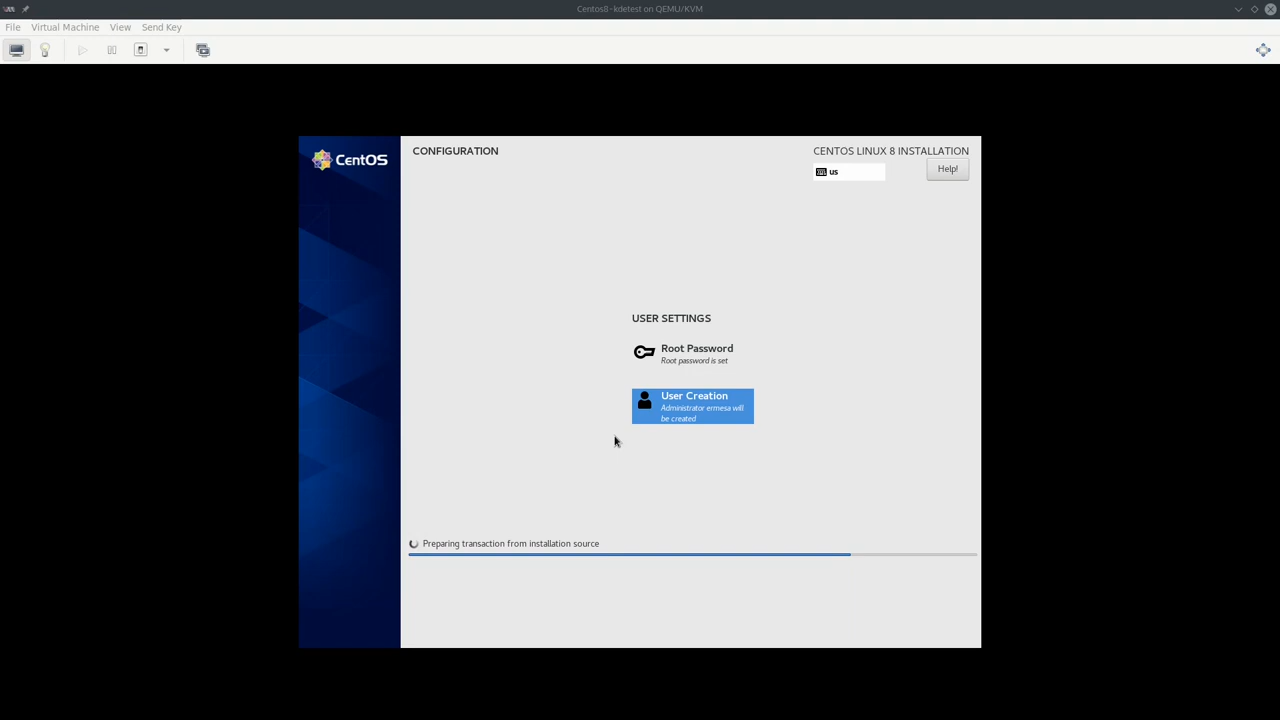 Centos8-kdetest on QEMU/KVM
File Virtual Machine View Send Key
CentOS
CONFIGURATION
CENTOS LINUX 8 INSTALLATION
us
Help!
USER SETTINGS
Root Password
Root password is set
User Creation
Administrator ermesa will
be created
Preparing transaction from installation source